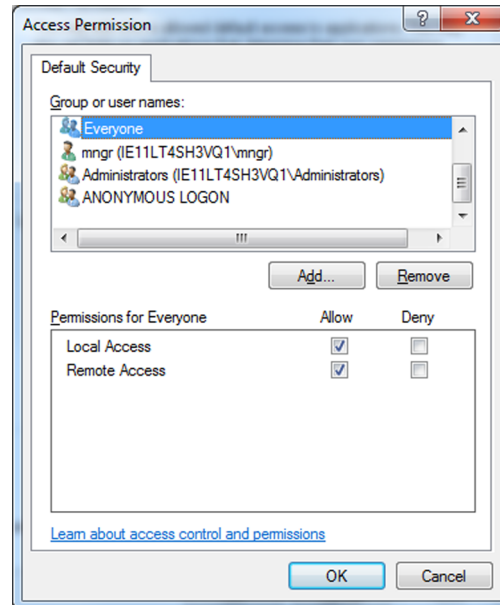 Access Permission
Default Security
Group or user names:
Everyone
mngr (IE11LT4SH3VQ1\mngr)
Administrators (IE11LT4SH3VQ1\Administrators)
ANONYMOUS LOGON
Add... Remove
Permissions for Everyone Allow Deny
Local Access
Remote Access
Learn about access control and permissions
OK Cancel